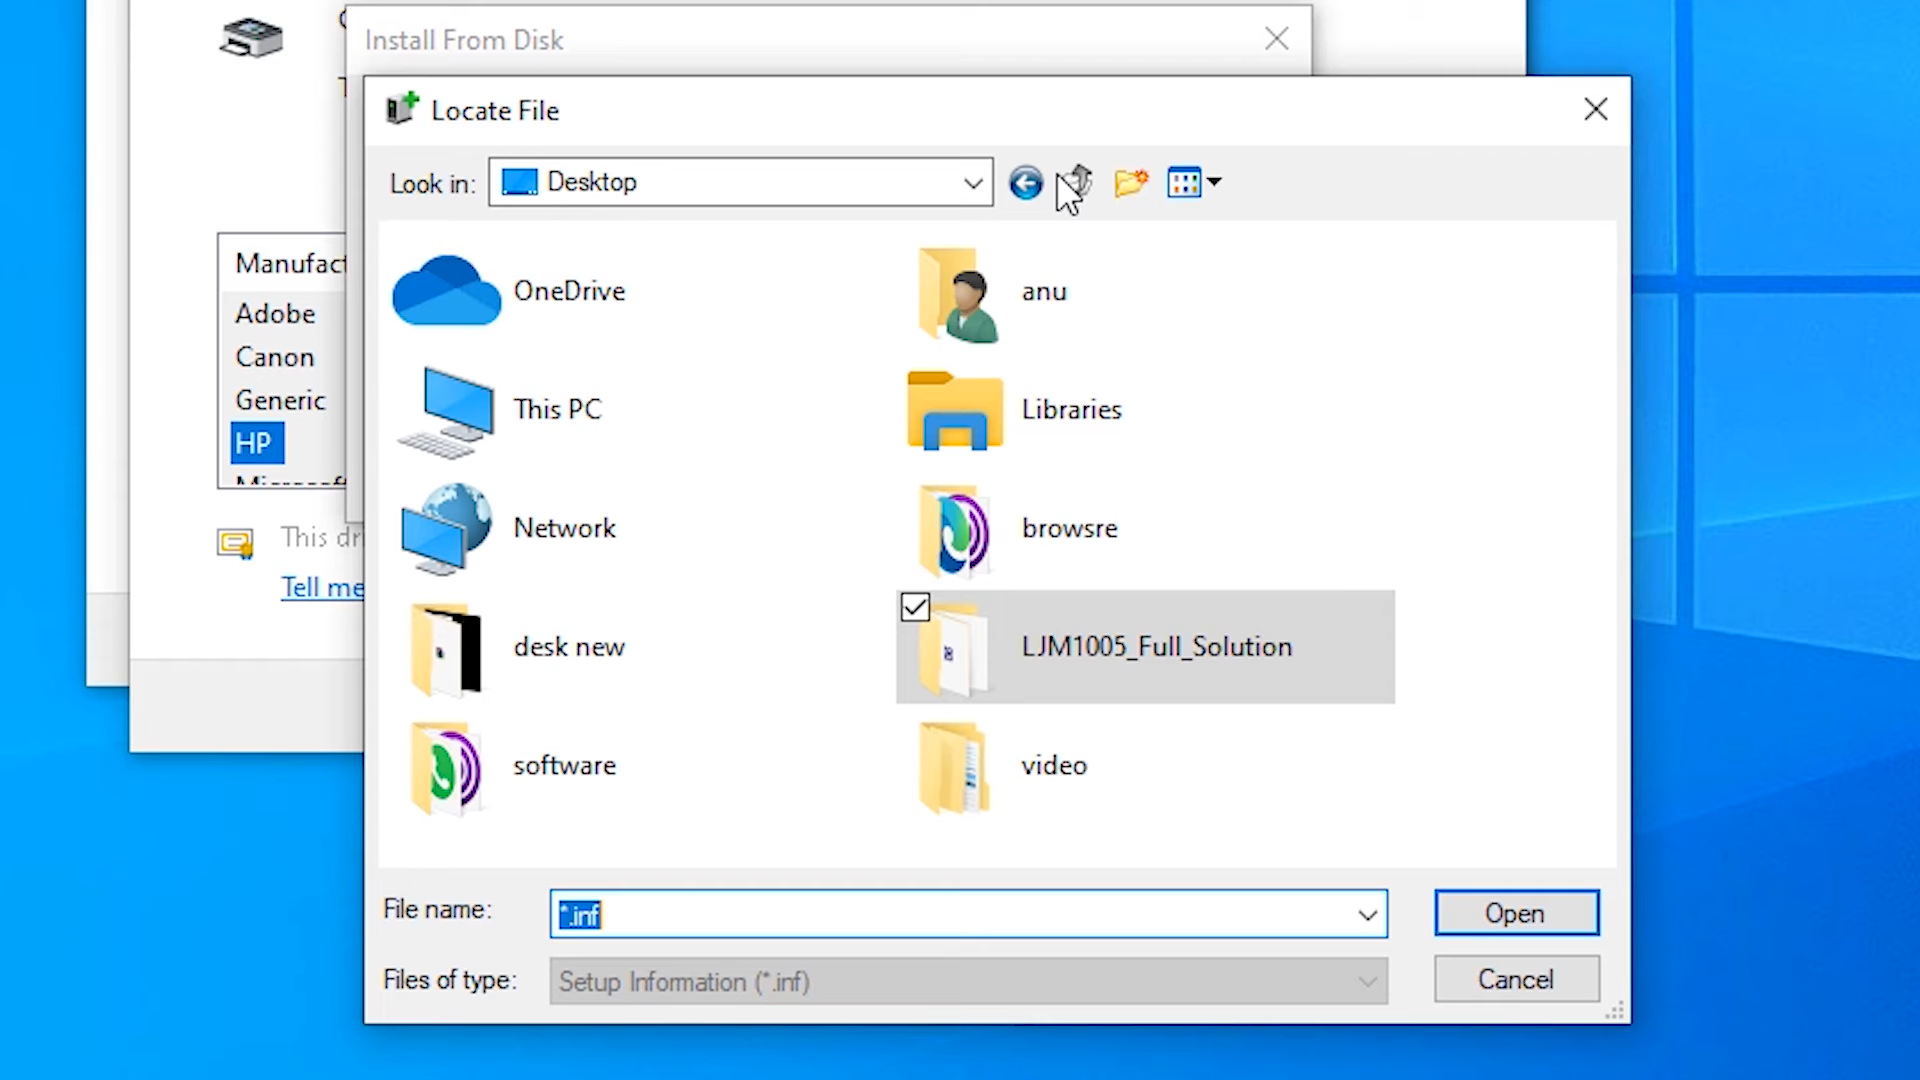 Install From Disk
Locate File
Look in: Desktop
Manufact
Adobe
Canon
Generic
HP
This dri
Tell me
OneDrive
anu
This PC
Libraries
Network
browsre
desk new
LJM1005_Full_Solution
software
video
File name: *.inf
Open
Files of type: Setup Information (*.inf)
Cancel